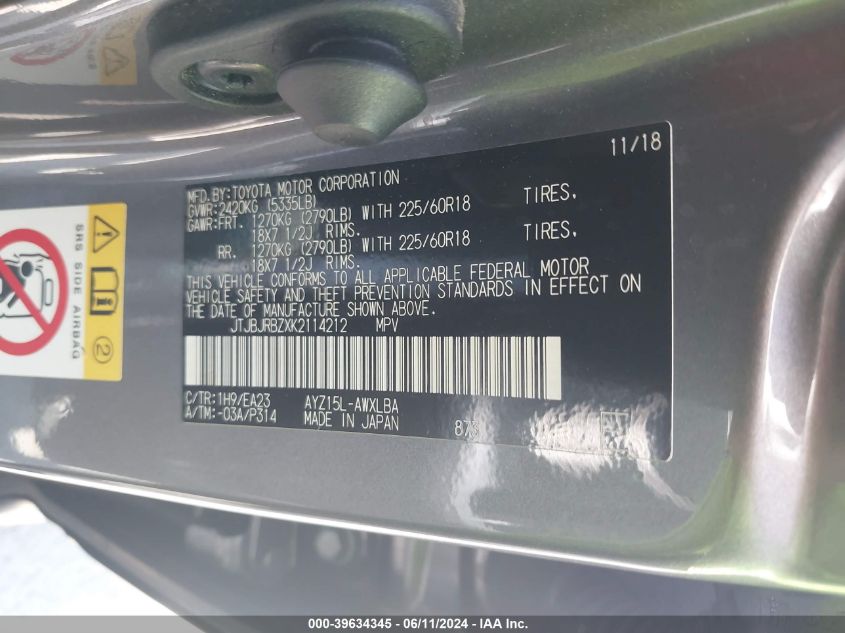 11/18
MFD.BY:TOYOTA MOTOR CORPORATION
GVWR:2420KG (5335LB)
GAWR:FRT. 1270KG (2790LB) WITH 225/60R18 TIRES,
18X7 1/2J RIMS.
RR. 1270KG (2790LB) WITH 225/60R18 TIRES,
18X7 1/2J RIMS.
THIS VEHICLE CONFORMS TO ALL APPLICABLE FEDERAL MOTOR
VEHICLE SAFETY AND THEFT PREVENTION STANDARDS IN EFFECT ON
THE DATE OF MANUFACTURE SHOWN ABOVE.
JTJBJRBZXK2114212 MPV
C/TR:1H9/EA23 AYZ15L-AWXLBA
A/TM:-03A/P314 MADE IN JAPAN
SRS SIDE AIRBAG
2
000-39634345 / 06/11/2024 - IAA Inc.